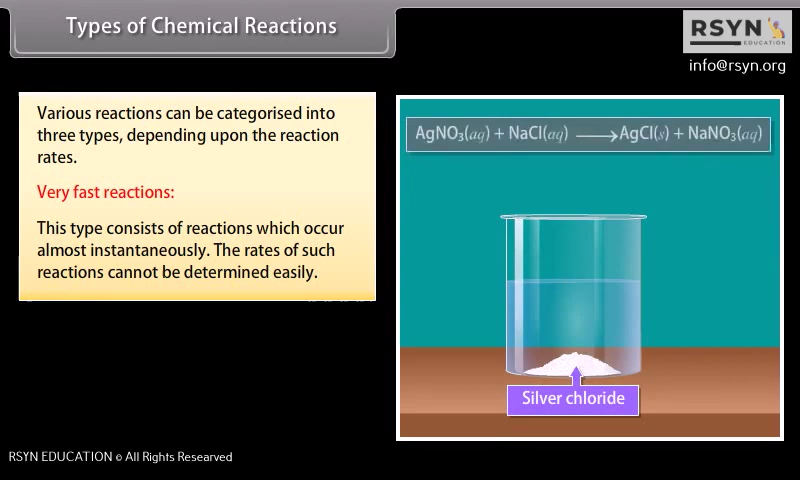 Types of Chemical Reactions
RSYN
EDUCATION
info@rsyn.org
Various reactions can be categorised into
three types, depending upon the reaction
rates.
Very fast reactions:
This type consists of reactions which occur
almost instantaneously. The rates of such
reactions cannot be determined easily.
AgNO₃(aq) + NaCl(aq) ⟶ AgCl(s) + NaNO₃(aq)
Silver chloride
RSYN EDUCATION © All Rights Researved